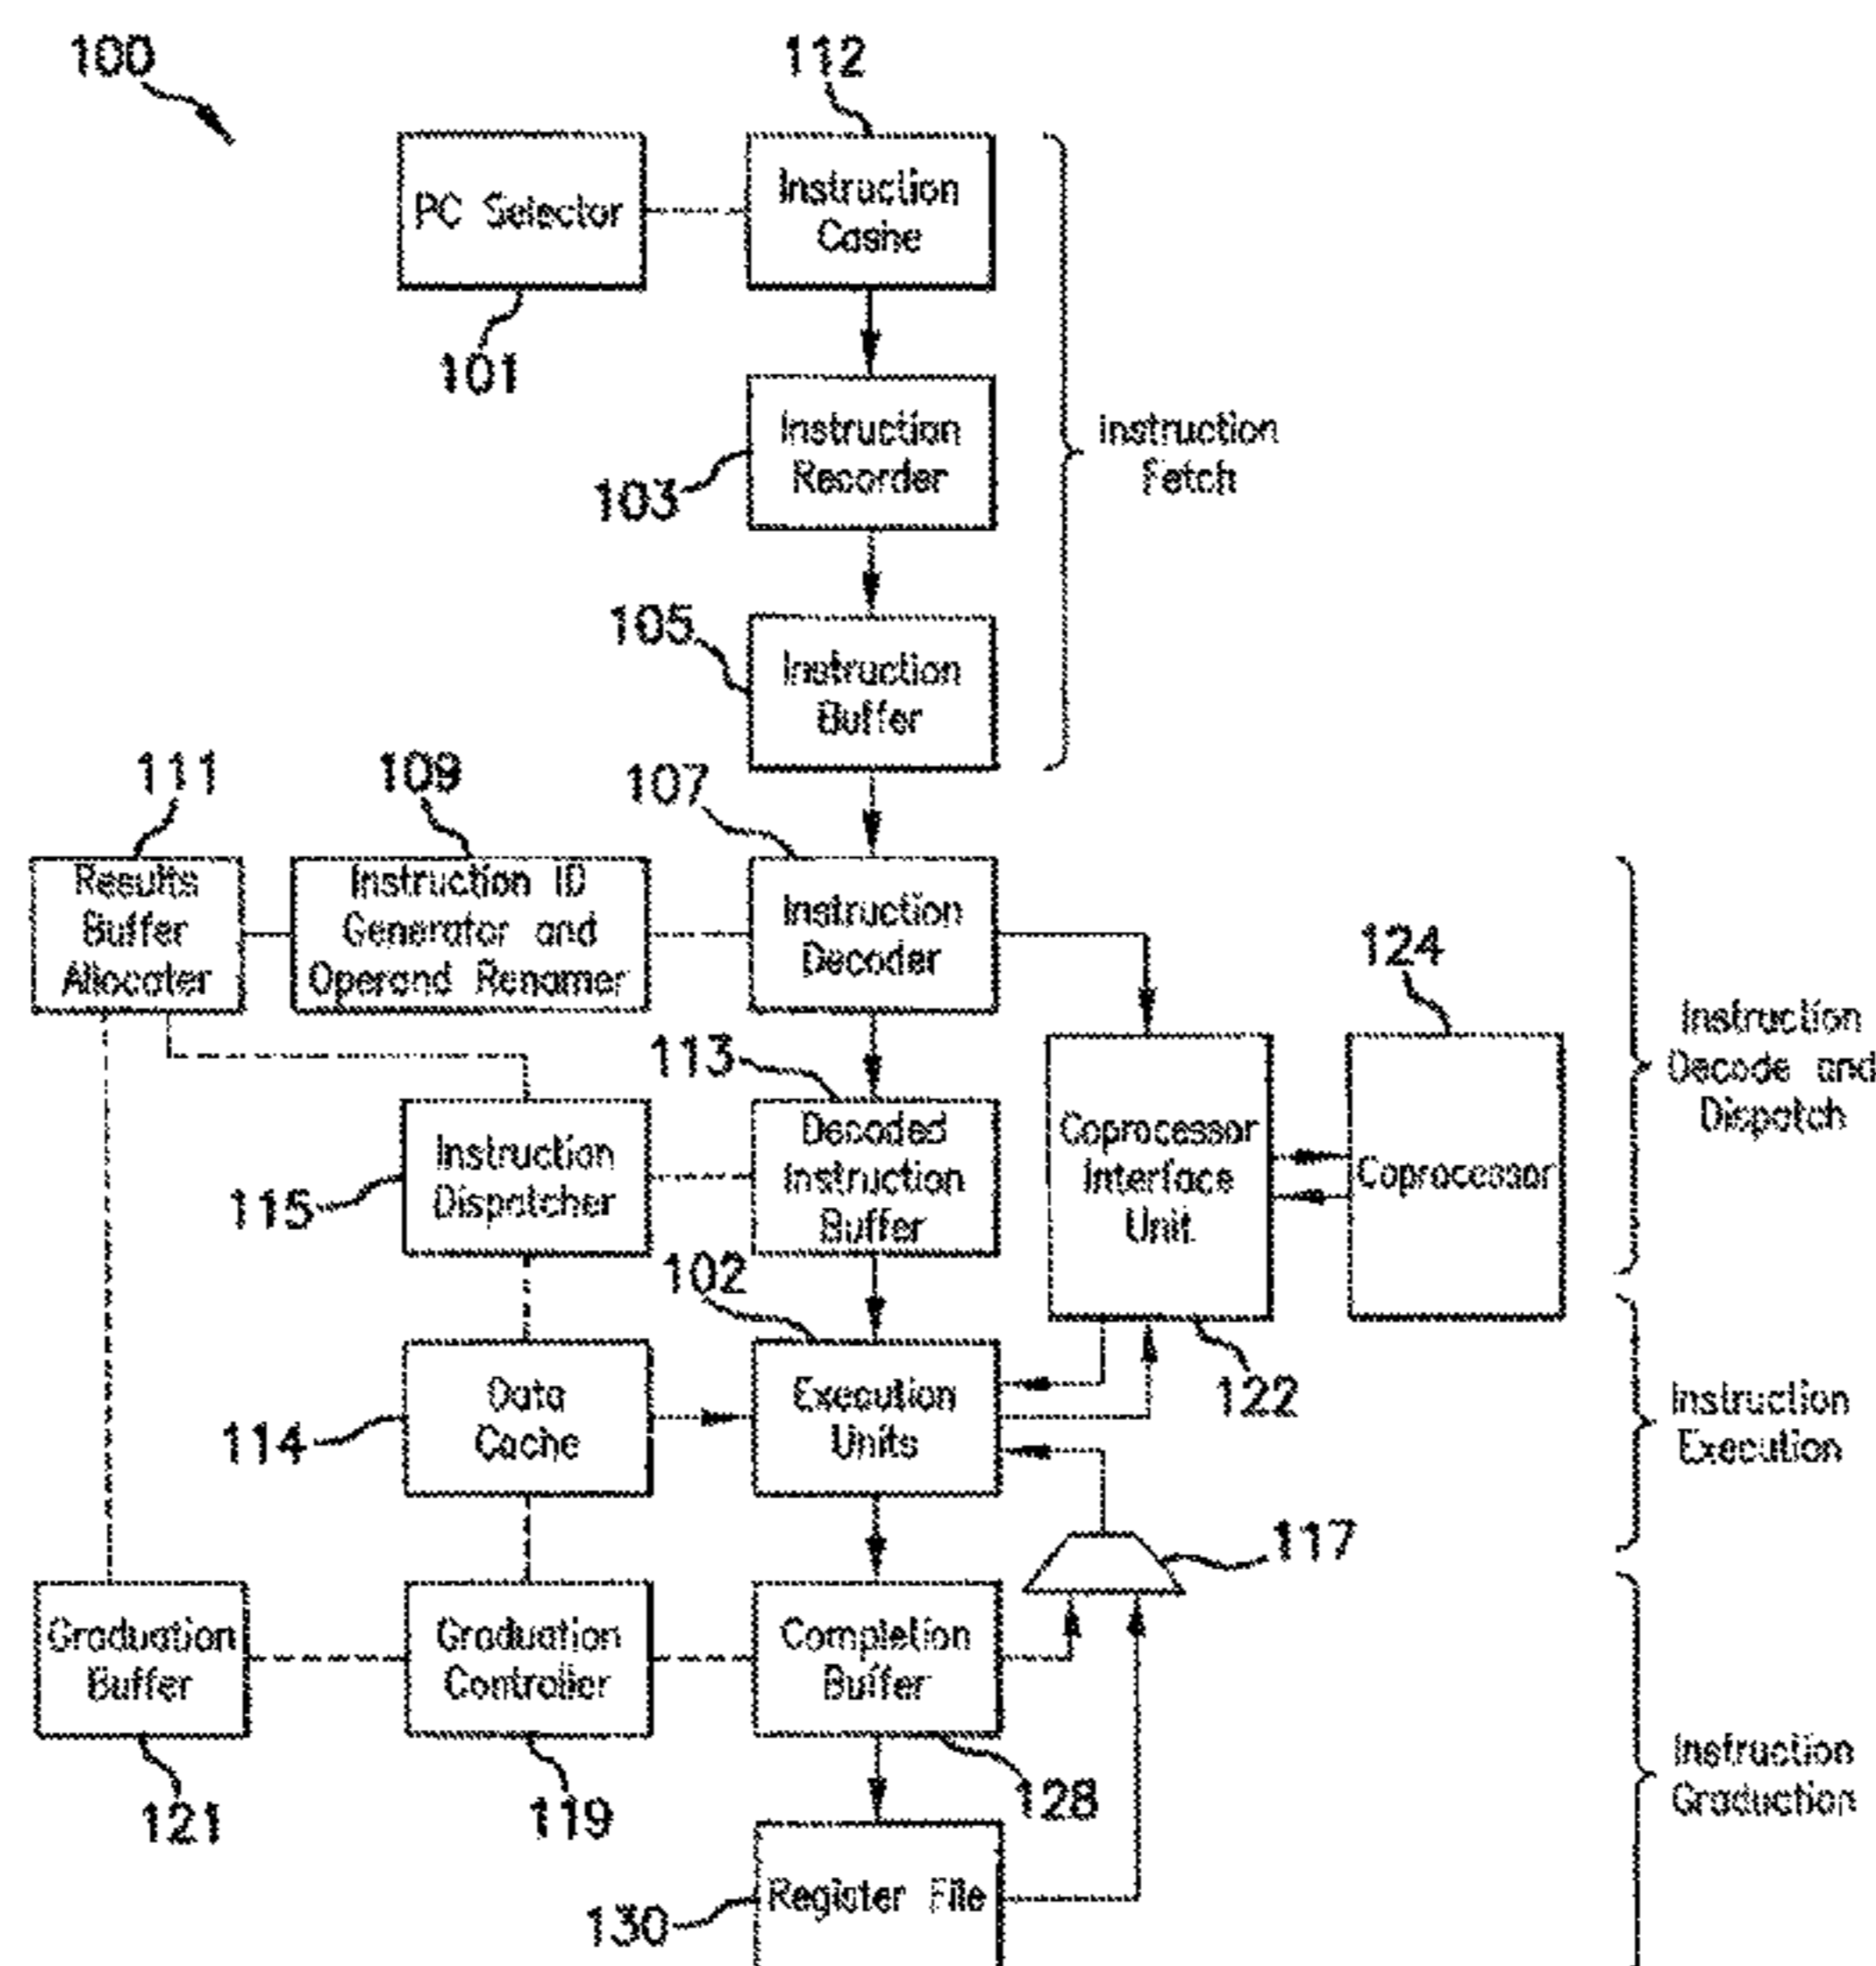 100
112
PC Selector
Instruction
Cashe
101
Instruction
Recorder
103
Instruction
Fetch
105
Instruction
Buffer
111
109
107
Results
Buffer
Allocater
Instruction ID
Generator and
Operand Renamer
Instruction
Decoder
124
Instruction
Decode and
Dispatch
113
Instruction
Dispatcher
115
Decoded
Instruction
Buffer
Coprocessor
Interface
Unit
Coprocessor
102
Data
Cache
114
Execution
Units
122
Instruction
Execution
117
Graduation
Buffer
Graduation
Controller
Completion
Buffer
121
119
128
Instruction
Graduation
Register File
130